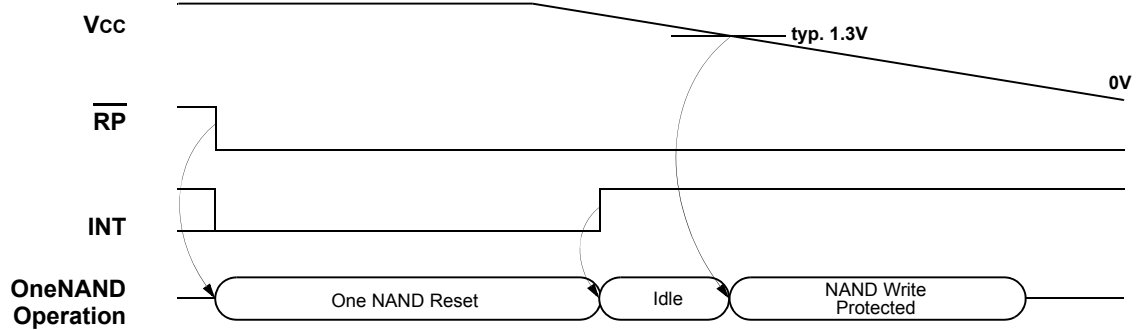 Vcc
typ. 1.3V
0V
RP
INT
OneNAND
Operation
One NAND Reset
Idle
NAND Write
Protected